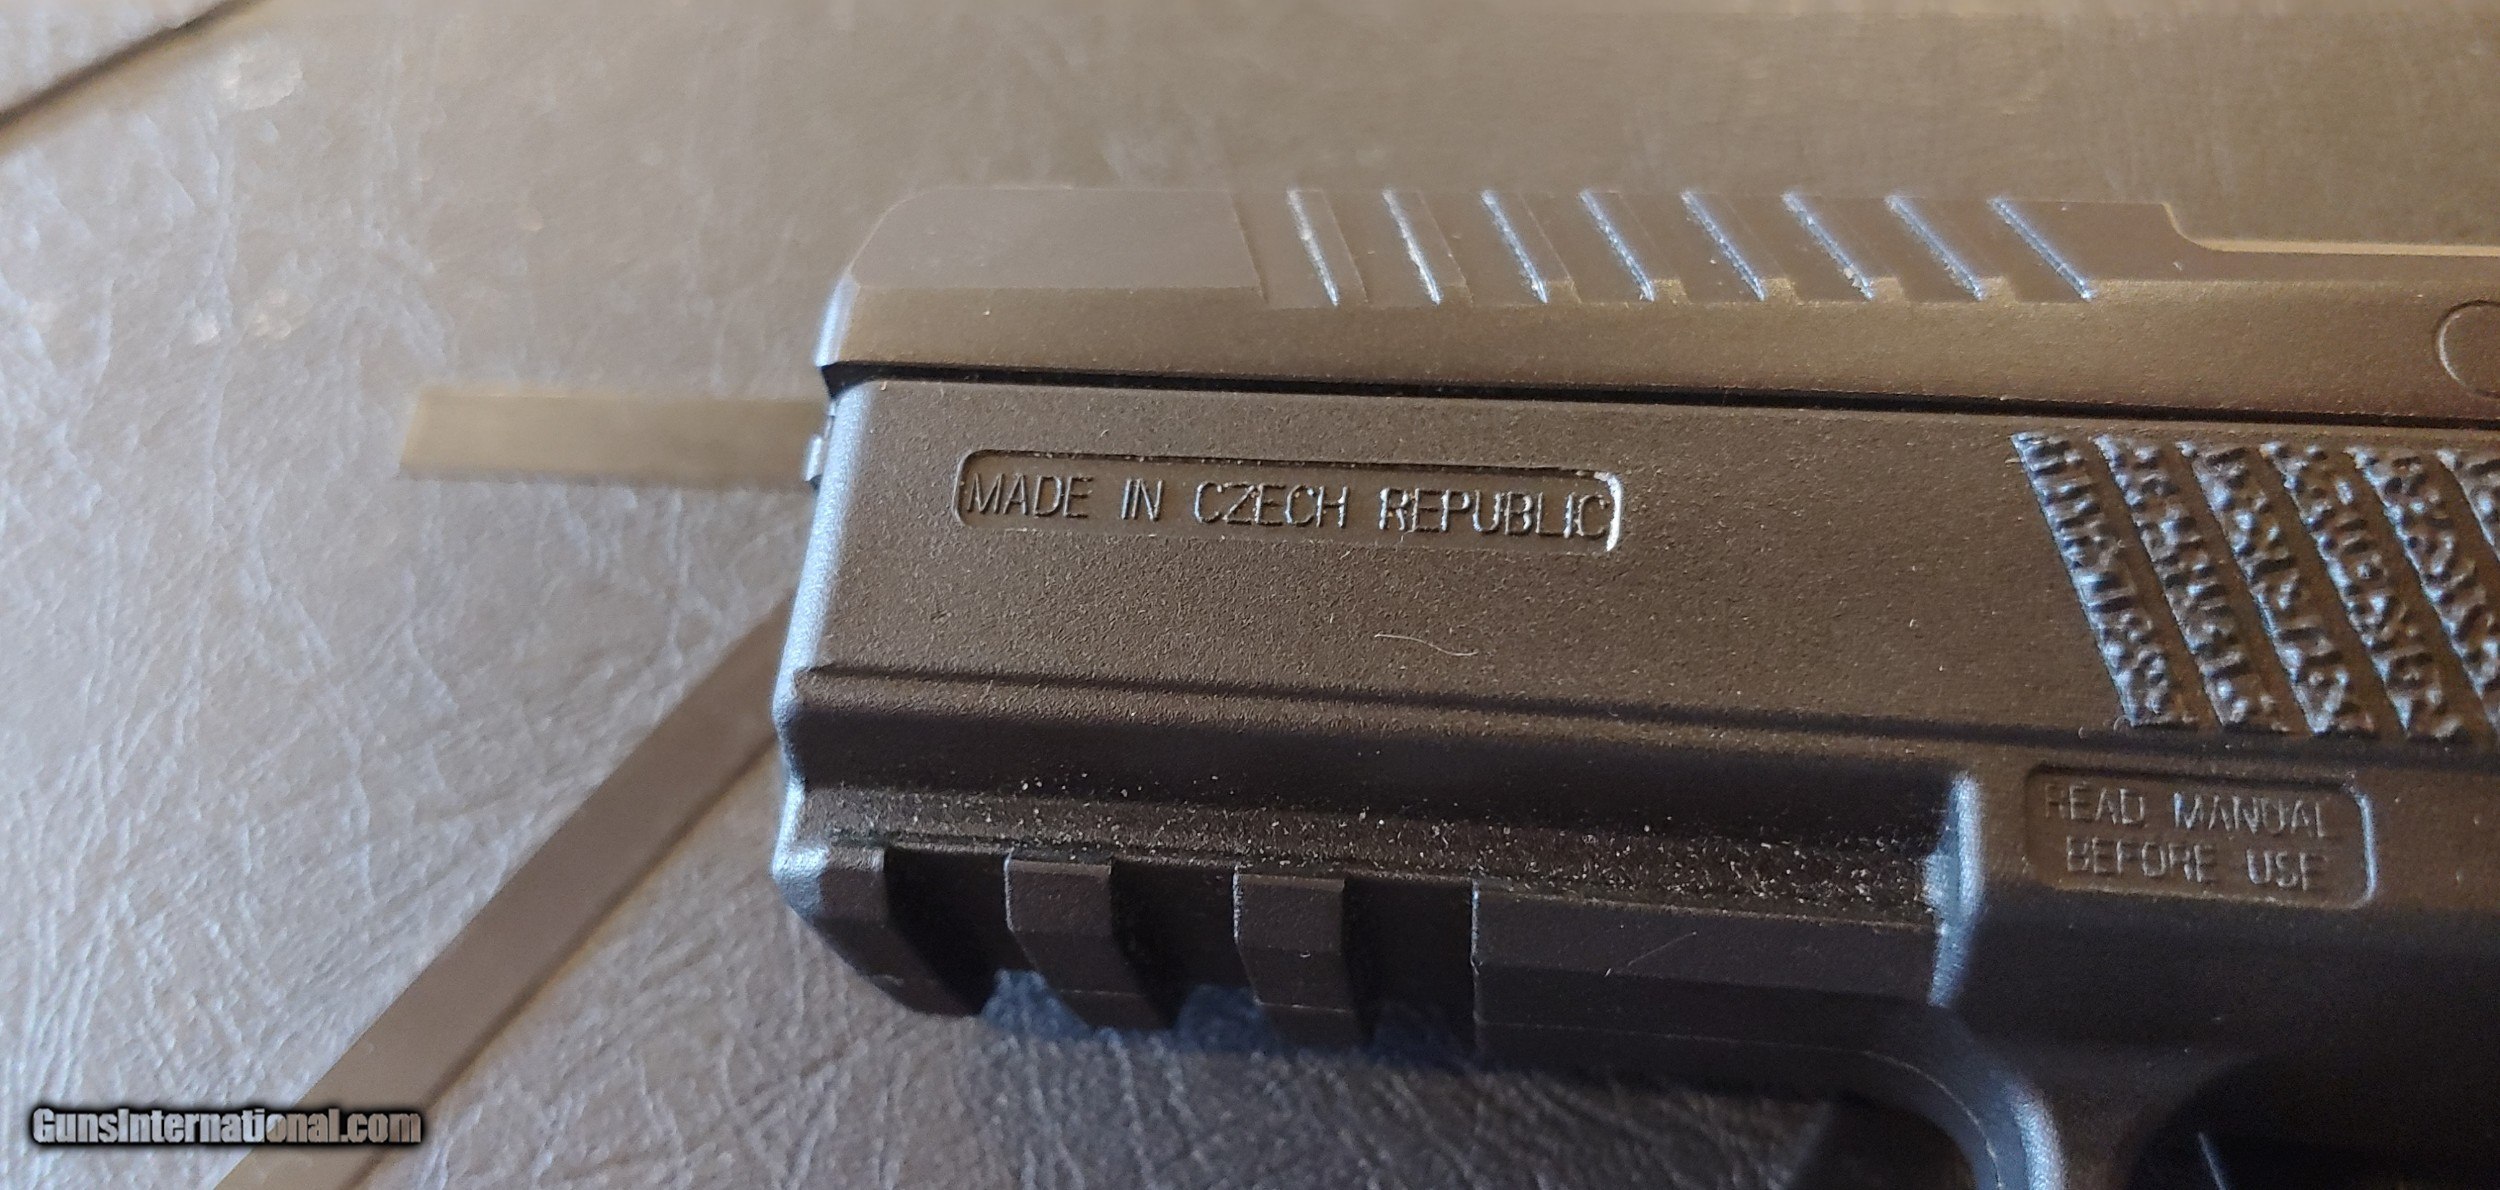 MADE IN CZECH REPUBLIC
READ MANUAL
BEFORE USE
GunsInternational.com